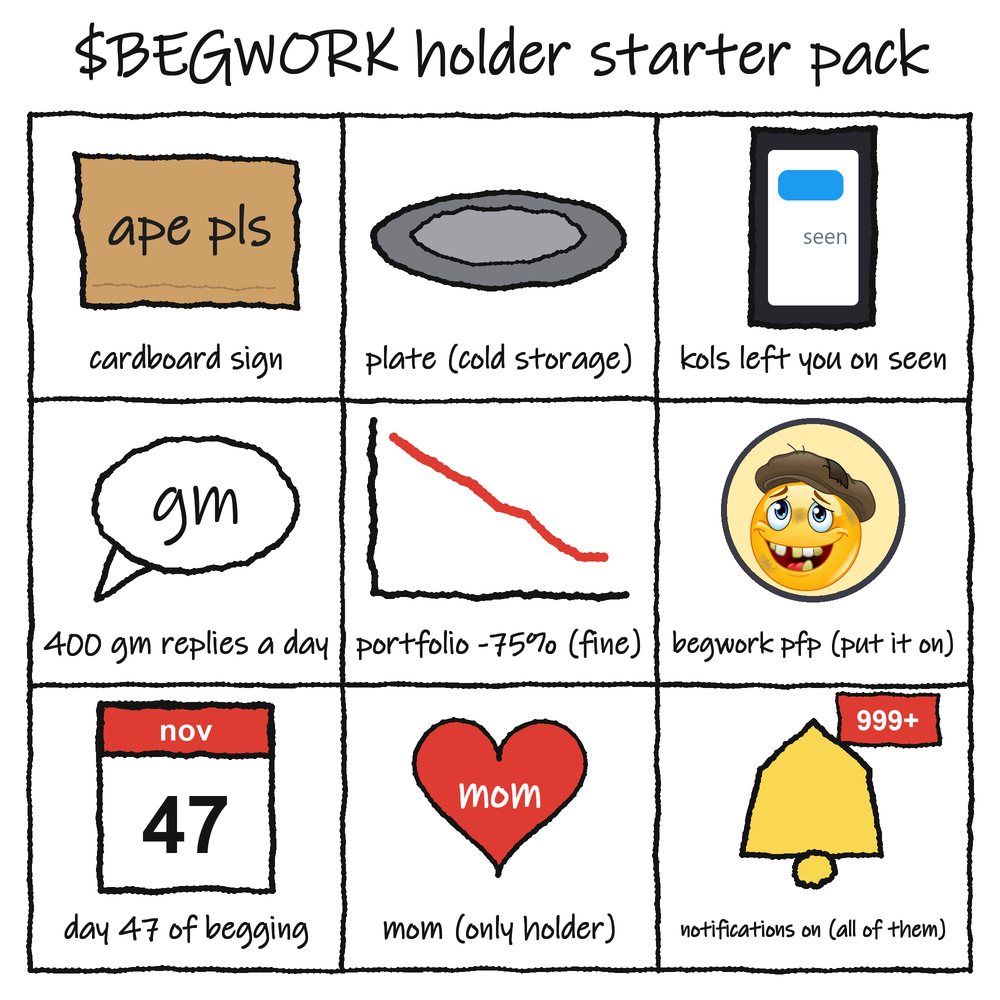 $BEGWORK holder starter pack
ape pls
cardboard sign
plate (cold storage)
seen
kols left you on seen
gm
400 gm replies a day
portfolio -75% (fine)
begwork pfp (put it on)
nov
47
day 47 of begging
mom
mom (only holder)
999+
notifications on (all of them)